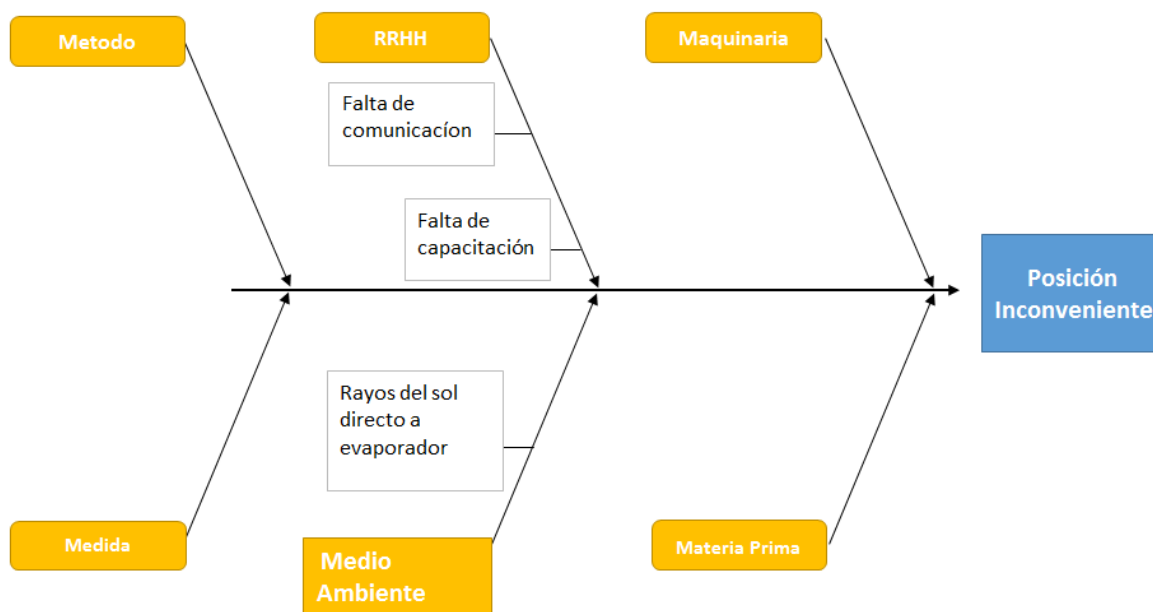 Metodo
RRHH
Maquinaria
Falta de
comunicacíon
Falta de
capacitación
Posición
Inconveniente
Rayos del sol
directo a
evaporador
Medida
Medio
Ambiente
Materia Prima